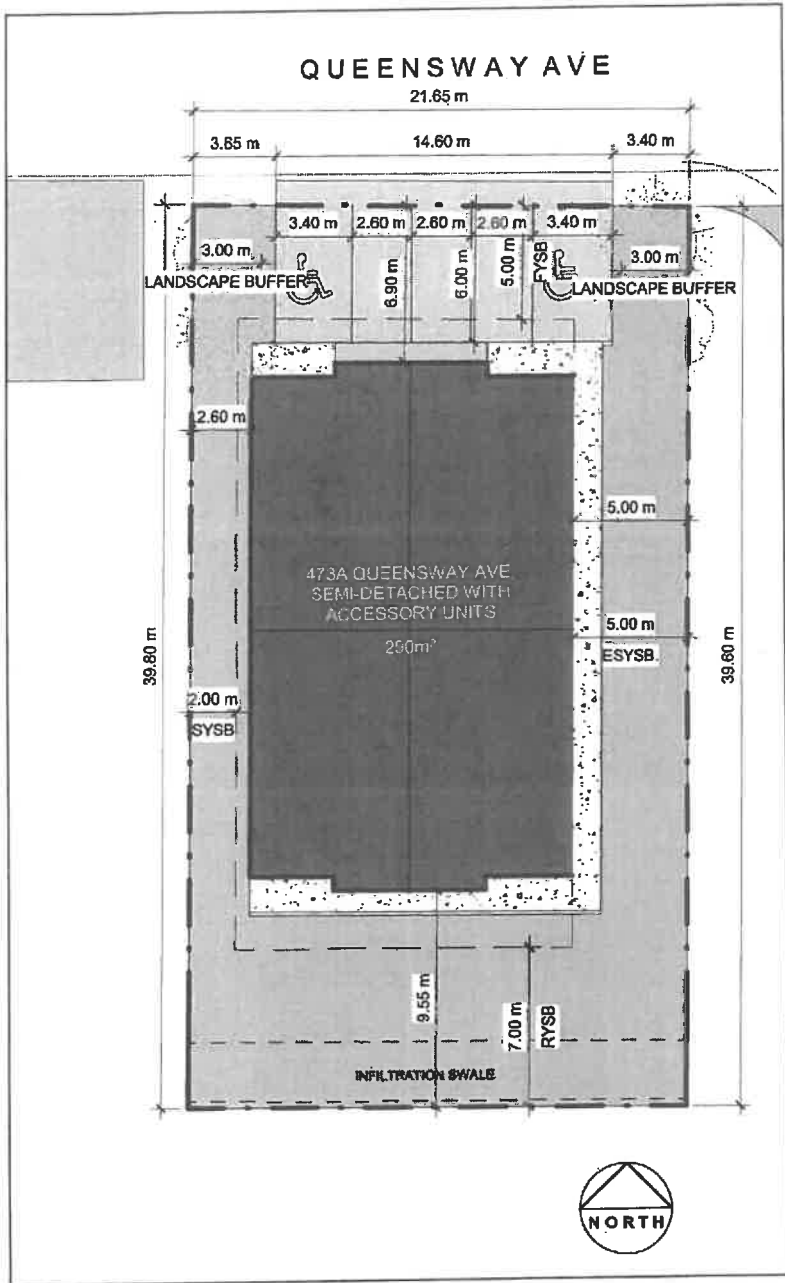 QUEENSWAY AVE
21.65 m
3.65 m 14.60 m 3.40 m
3.40 m 2.60 m 2.60 m 2.60 m 3.40 m
3.00 m
LANDSCAPE BUFFER
6.90 m
6.00 m
5.00 m
FYSB
3.00 m
LANDSCAPE BUFFER
2.60 m
5.00 m
473A QUEENSWAY AVE
SEMI-DETACHED WITH
ACCESSORY UNITS
290m²
5.00 m
ESYSB
39.80 m
39.60 m
2.00 m
SYSB
9.55 m
7.00 m
RYSB
INFILTRATION SWALE
NORTH